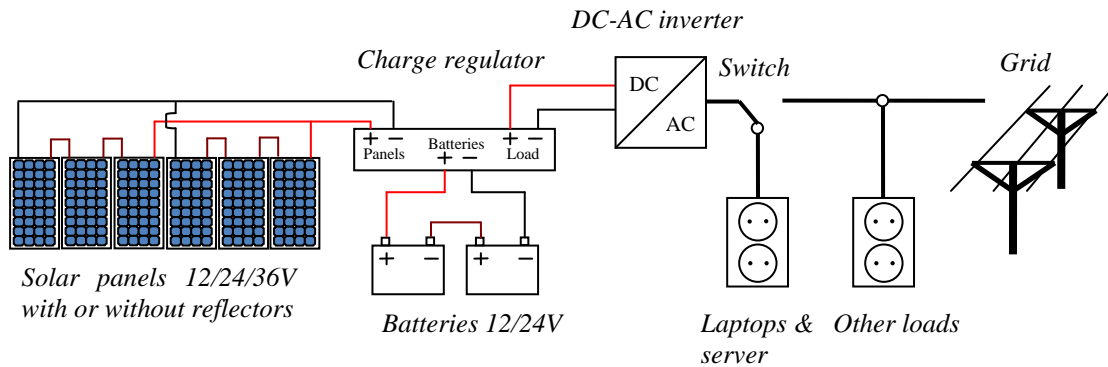 DC-AC inverter
Charge regulator
Switch
Grid
DC
AC
+ − + −
Panels Batteries Load
+ −
+ − + −
Solar panels 12/24/36V
with or without reflectors
Batteries 12/24V
Laptops &
server
Other loads